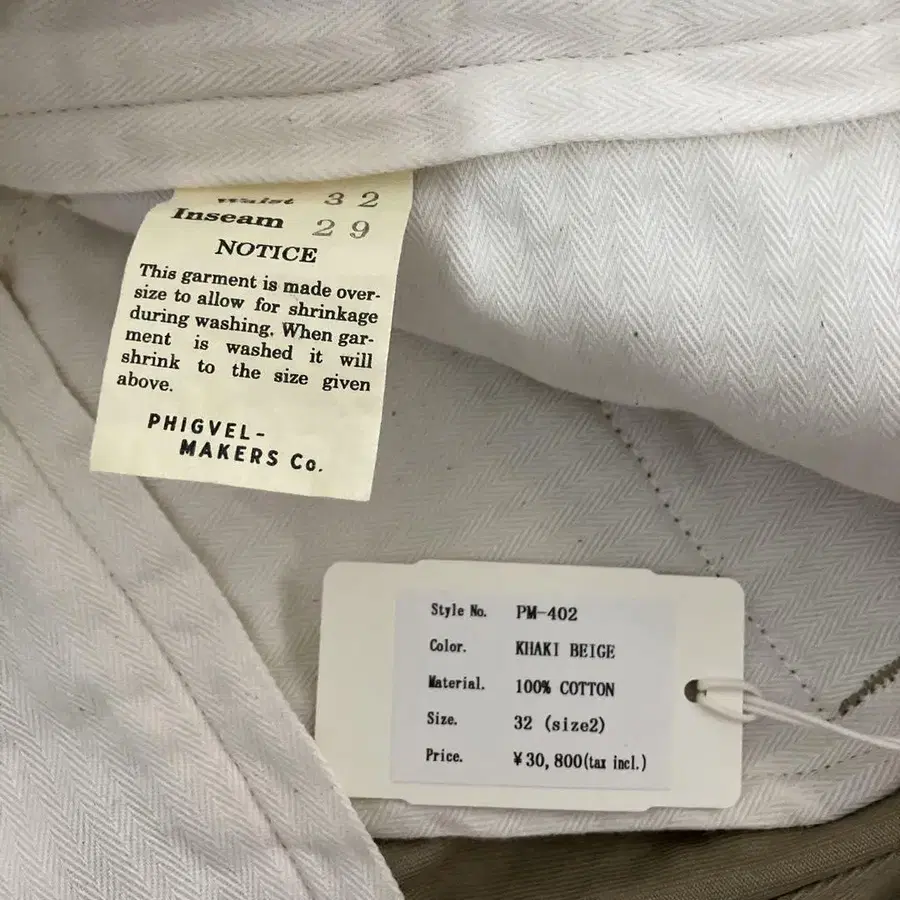 Waist 32
Inseam 29
NOTICE
This garment is made over-
size to allow for shrinkage
during washing. When gar-
ment is washed it will
shrink to the size given
above.
PHIGVEL-
MAKERS Co.
Style No. PM-402
Color. KHAKI BEIGE
Material. 100% COTTON
Size. 32 (size2)
Price. ¥30,800(tax incl.)